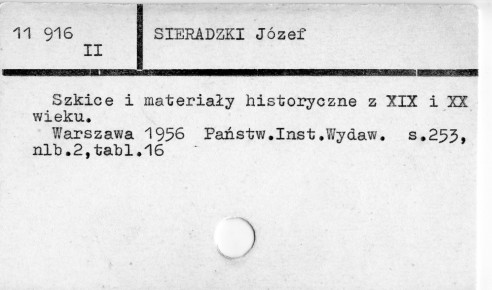 11 916
II
SIERADZKI Józef
Szkice i materiały historyczne z XIX i XX
wieku.
Warszawa 1956 Państw.Inst.Wydaw. s.253,
nlb.2,tabl.16